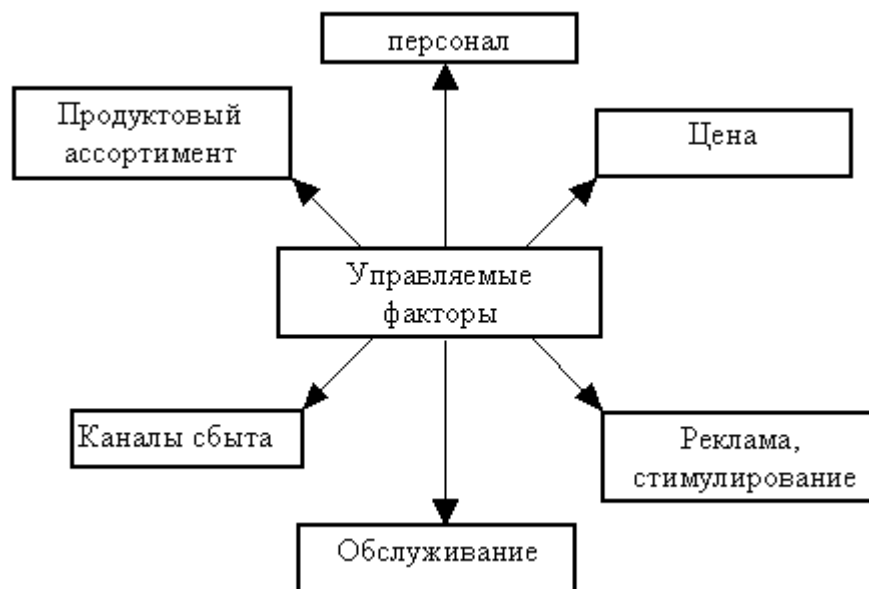 персонал
Продуктовый
ассортимент
Цена
Управляемые
факторы
Каналы сбыта
Реклама,
стимулирование
Обслуживание